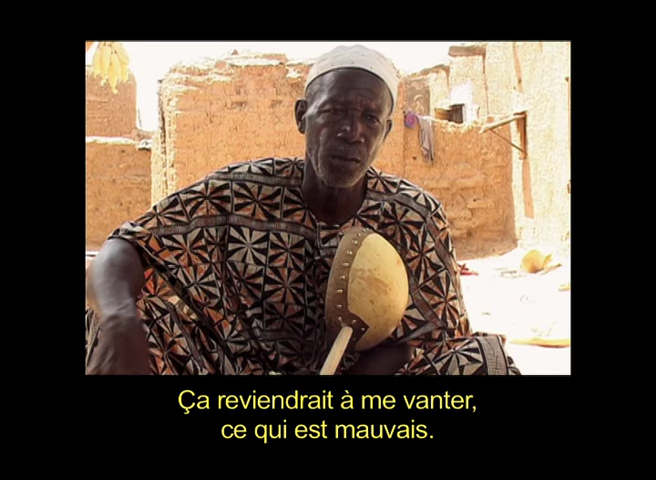 Ça reviendrait à me vanter,
ce qui est mauvais.